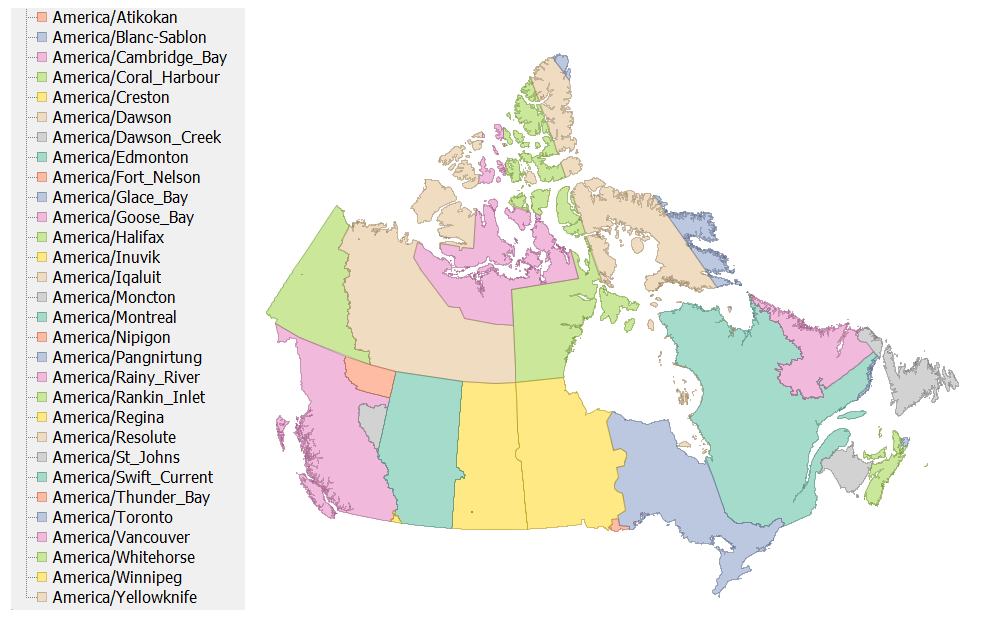 America/Atikokan
America/Blanc-Sablon
America/Cambridge_Bay
America/Coral_Harbour
America/Creston
America/Dawson
America/Dawson_Creek
America/Edmonton
America/Fort_Nelson
America/Glace_Bay
America/Goose_Bay
America/Halifax
America/Inuvik
America/Iqaluit
America/Moncton
America/Montreal
America/Nipigon
America/Pangnirtung
America/Rainy_River
America/Rankin_Inlet
America/Regina
America/Resolute
America/St_Johns
America/Swift_Current
America/Thunder_Bay
America/Toronto
America/Vancouver
America/Whitehorse
America/Winnipeg
America/Yellowknife